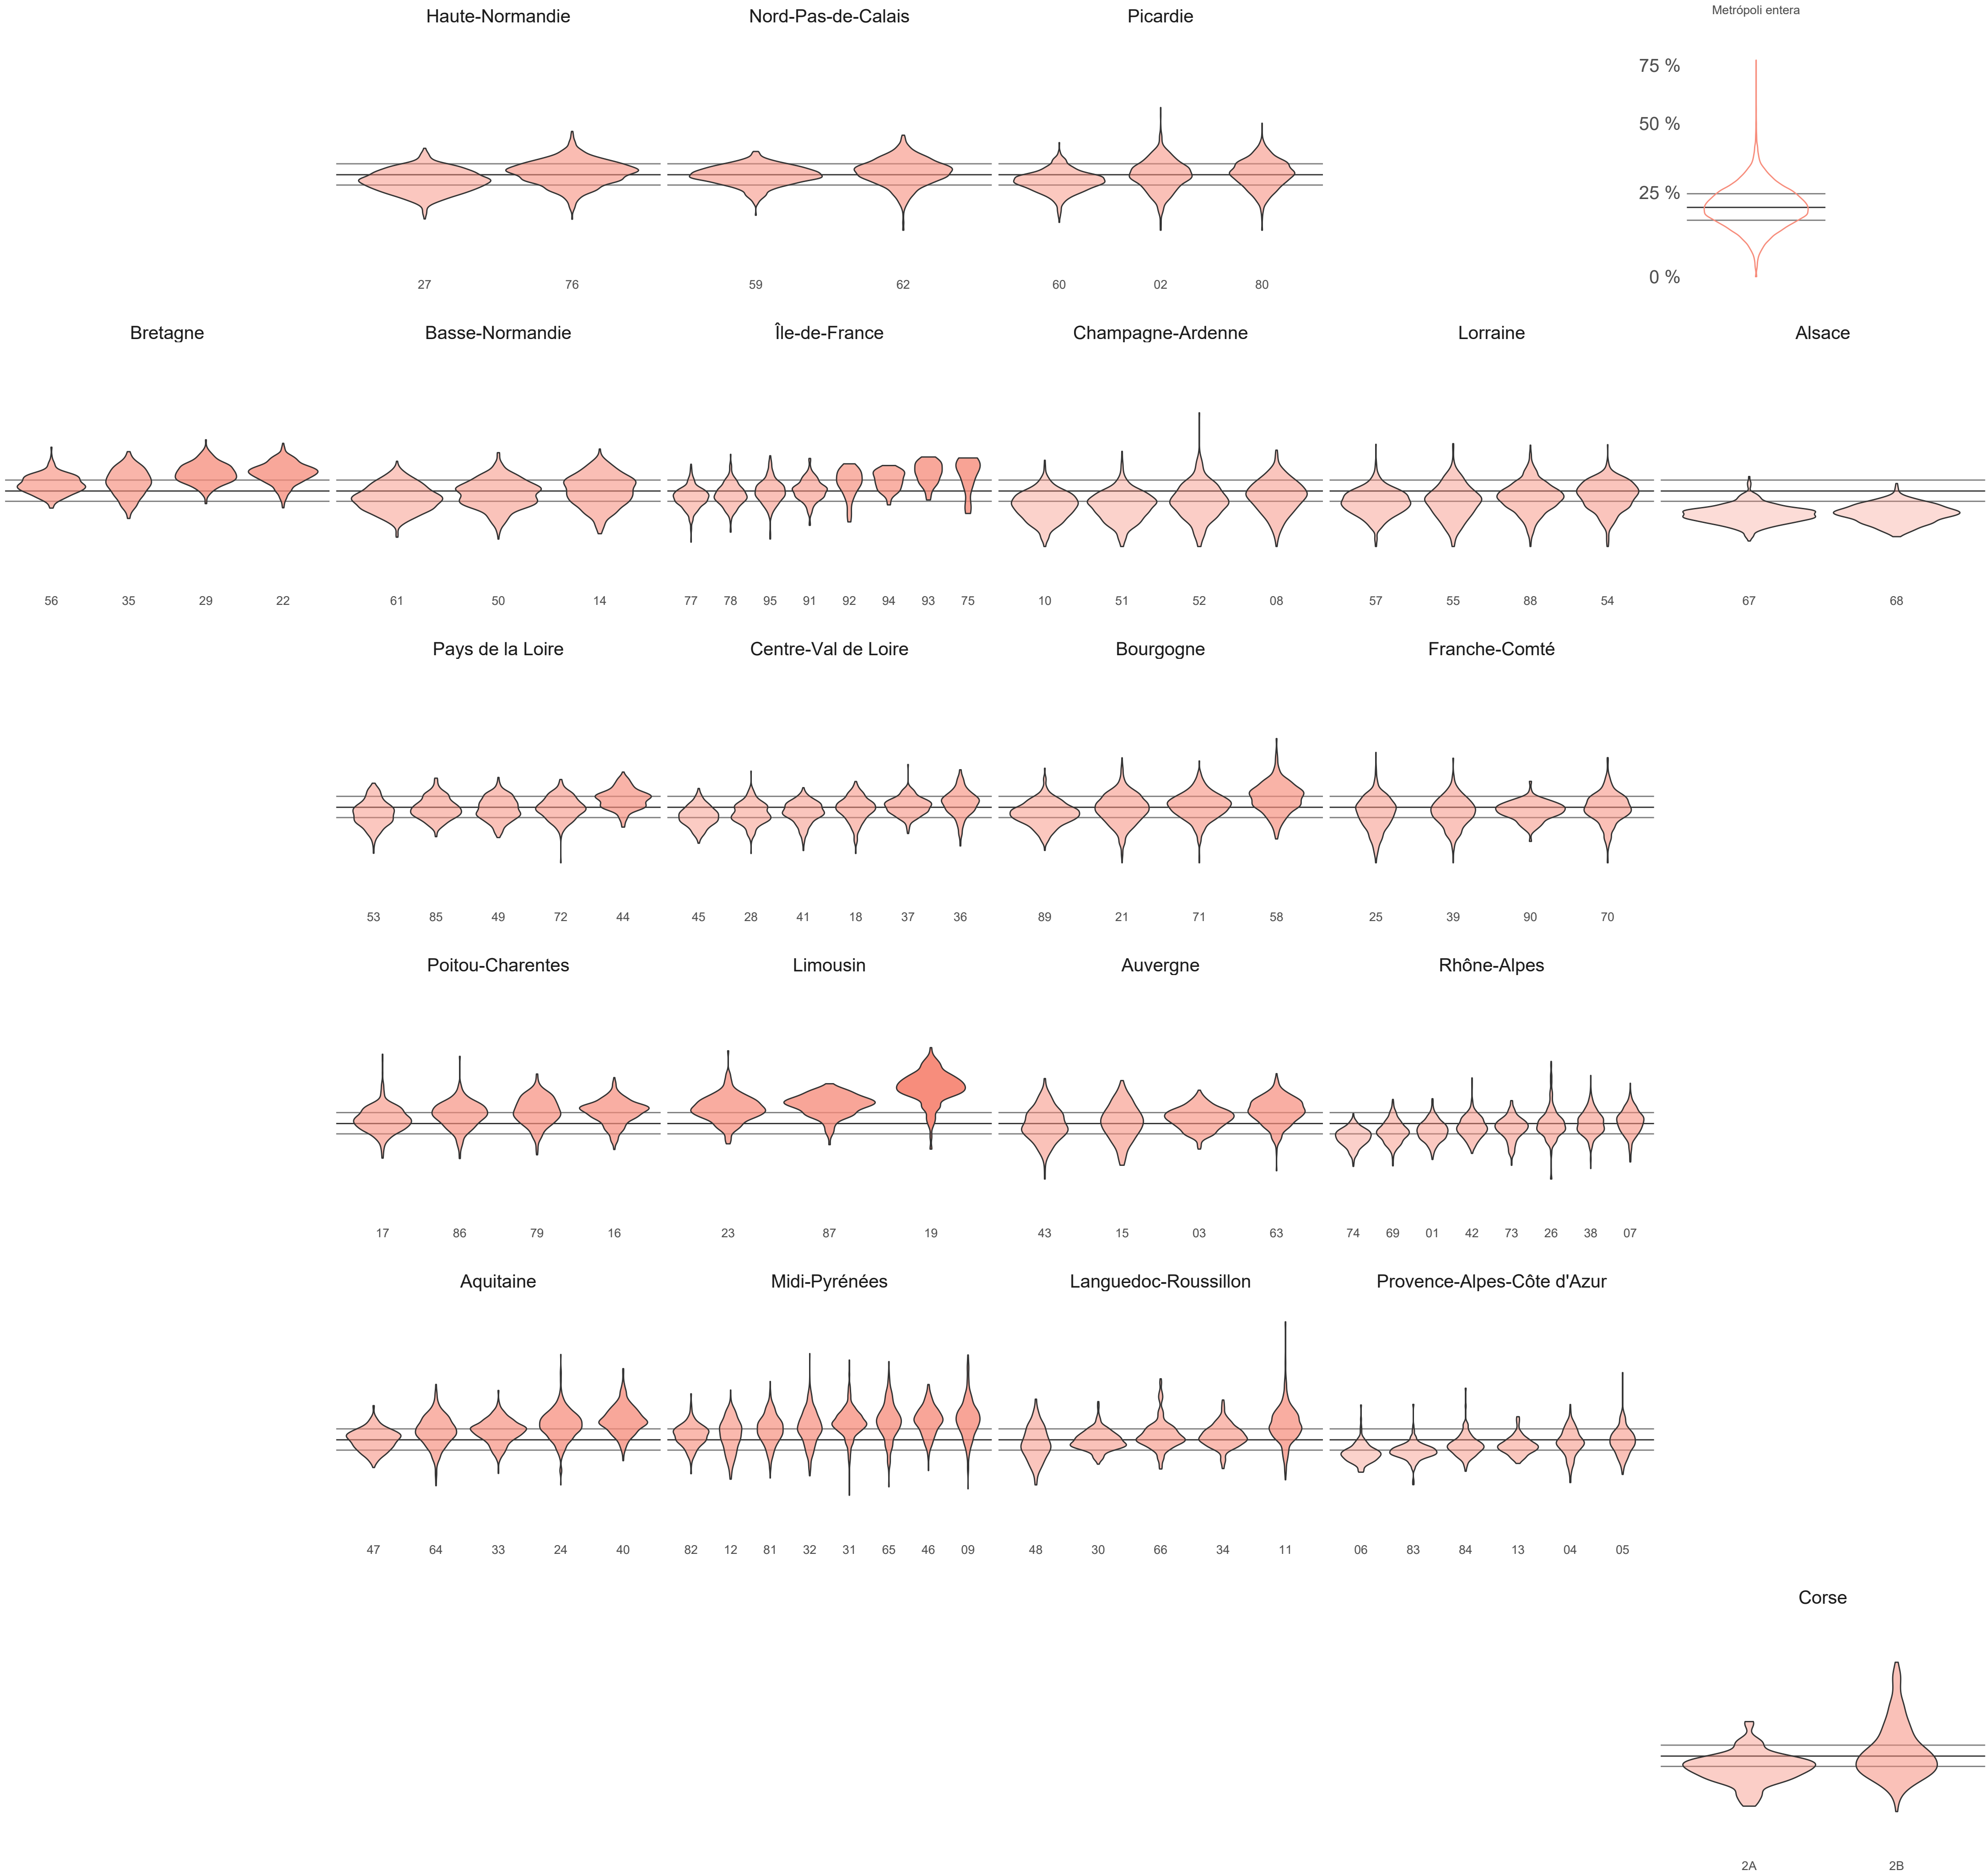 Haute-Normandie Nord-Pas-de-Calais Picardie Metrópoli entera
75 %
50 %
25 %
0 %
27 76 59 62 60 02 80
Bretagne Basse-Normandie Île-de-France Champagne-Ardenne Lorraine Alsace
56 35 29 22 61 50 14 77 78 95 91 92 94 93 75 10 51 52 08 57 55 88 54 67 68
Pays de la Loire Centre-Val de Loire Bourgogne Franche-Comté
53 85 49 72 44 45 28 41 18 37 36 89 21 71 58 25 39 90 70
Poitou-Charentes Limousin Auvergne Rhône-Alpes
17 86 79 16 23 87 19 43 15 03 63 74 69 01 42 73 26 38 07
Aquitaine Midi-Pyrénées Languedoc-Roussillon Provence-Alpes-Côte d'Azur
47 64 33 24 40 82 12 81 32 31 65 46 09 48 30 66 34 11 06 83 84 13 04 05
Corse
2A 2B